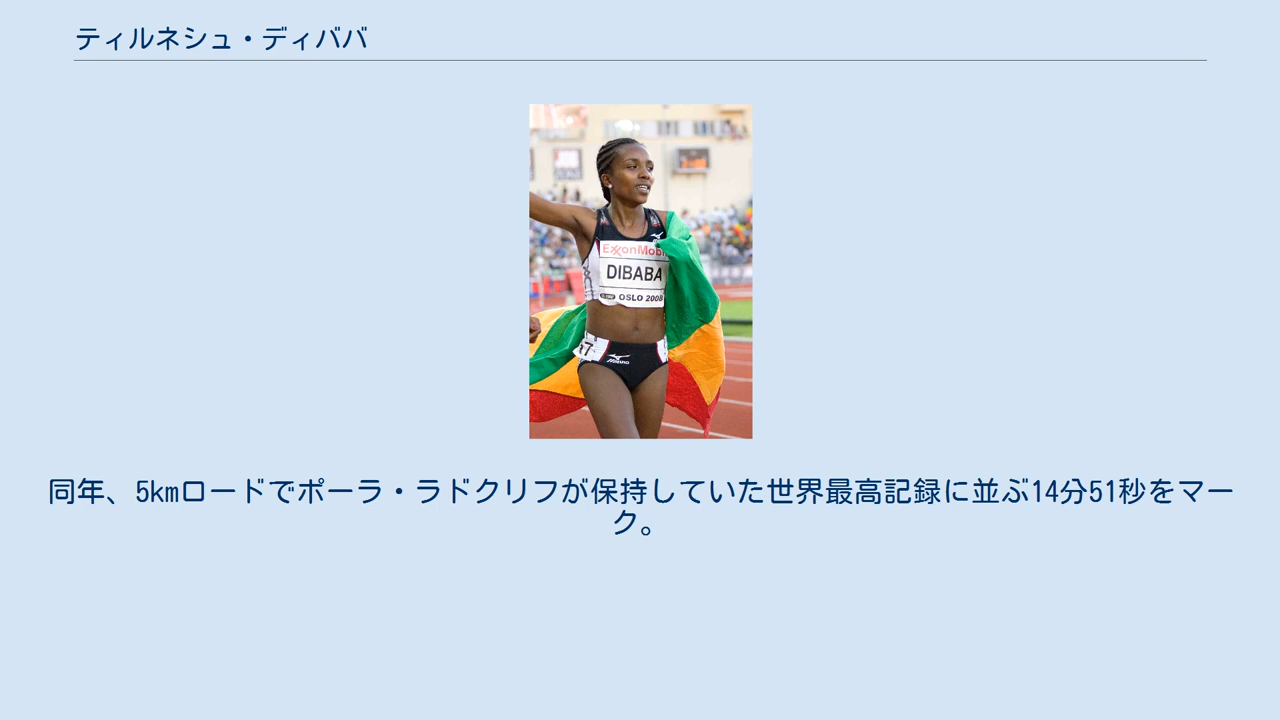 ティルネシュ・ディババ
ExxonMobil
DIBABA
OSLO 2008
MIZUNO
同年、5kmロードでポーラ・ラドクリフが保持していた世界最高記録に並ぶ14分51秒をマー
ク。